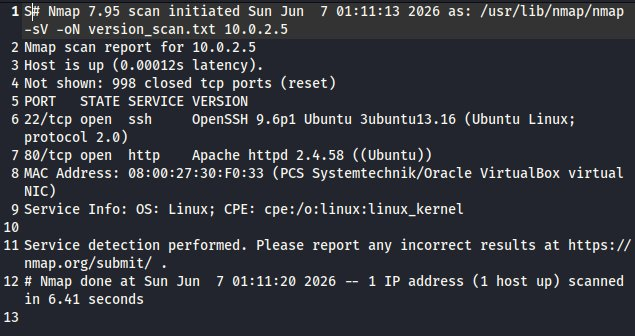 1 S# Nmap 7.95 scan initiated Sun Jun  7 01:11:13 2026 as: /usr/lib/nmap/nmap
-sV -oN version_scan.txt 10.0.2.5
2 Nmap scan report for 10.0.2.5
3 Host is up (0.00012s latency).
4 Not shown: 998 closed tcp ports (reset)
5 PORT   STATE SERVICE VERSION
6 22/tcp open  ssh     OpenSSH 9.6p1 Ubuntu 3ubuntu13.16 (Ubuntu Linux;
protocol 2.0)
7 80/tcp open  http    Apache httpd 2.4.58 ((Ubuntu))
8 MAC Address: 08:00:27:30:F0:33 (PCS Systemtechnik/Oracle VirtualBox virtual
NIC)
9 Service Info: OS: Linux; CPE: cpe:/o:linux:linux_kernel
10
11 Service detection performed. Please report any incorrect results at https://
nmap.org/submit/ .
12 # Nmap done at Sun Jun  7 01:11:20 2026 -- 1 IP address (1 host up) scanned
in 6.41 seconds
13